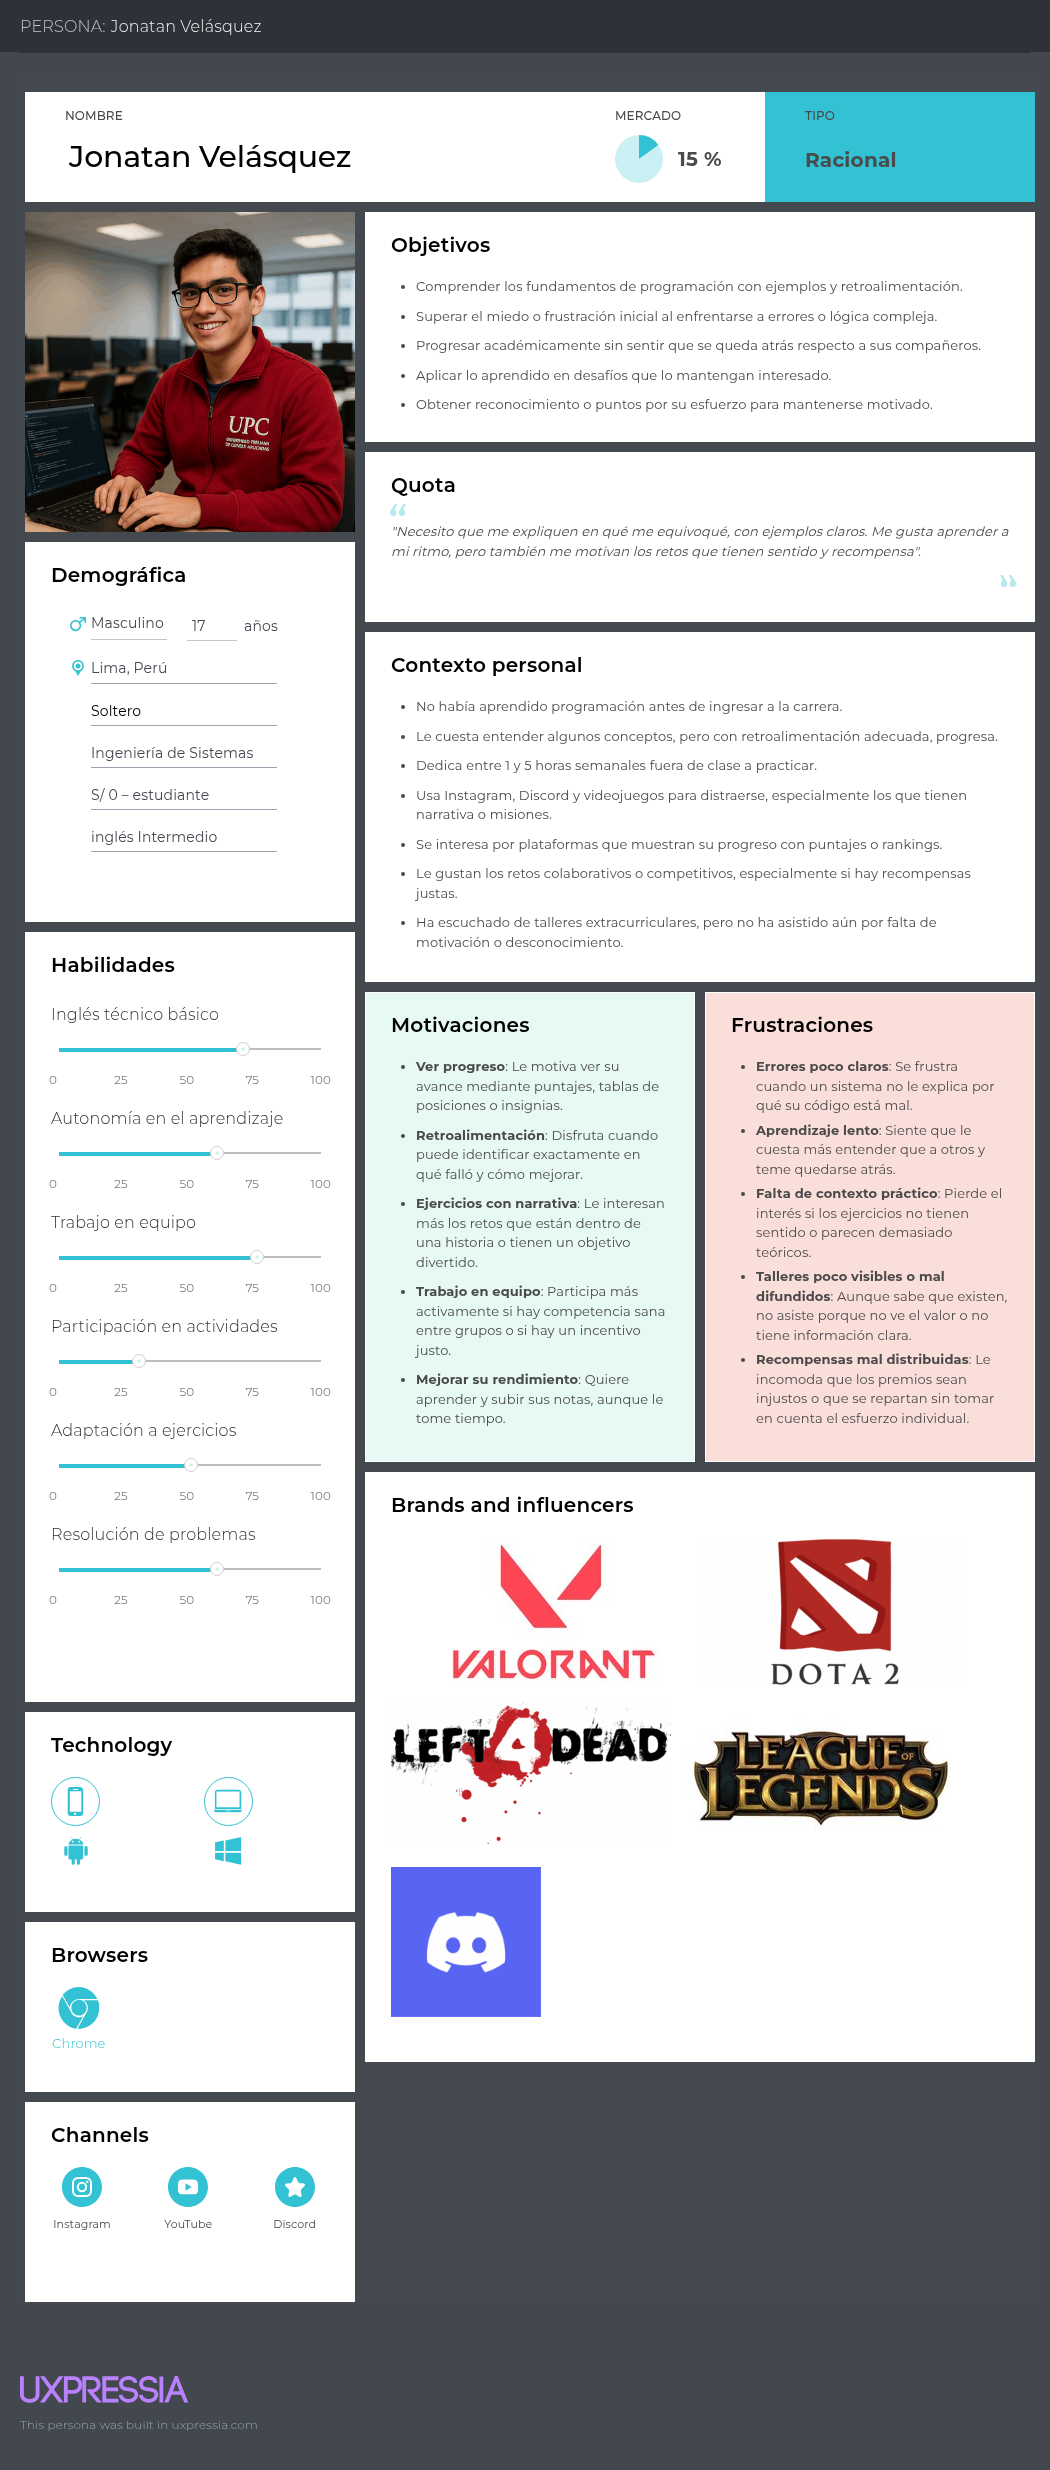 PERSONA: Jonatan Velásquez
NOMBRE
Jonatan Velásquez
MERCADO
15 %
TIPO
Racional
UPC
Demográfica
Masculino
17 años
Lima, Perú
Soltero
Ingeniería de Sistemas
S/ 0 – estudiante
inglés Intermedio
Habilidades
Inglés técnico básico
0 25 50 75 100
Autonomía en el aprendizaje
0 25 50 75 100
Trabajo en equipo
0 25 50 75 100
Participación en actividades
0 25 50 75 100
Adaptación a ejercicios
0 25 50 75 100
Resolución de problemas
0 25 50 75 100
Technology
Browsers
Chrome
Channels
Instagram YouTube Discord
Objetivos
• Comprender los fundamentos de programación con ejemplos y retroalimentación.
• Superar el miedo o frustración inicial al enfrentarse a errores o lógica compleja.
• Progresar académicamente sin sentir que se queda atrás respecto a sus compañeros.
• Aplicar lo aprendido en desafíos que lo mantengan interesado.
• Obtener reconocimiento o puntos por su esfuerzo para mantenerse motivado.
Quota
“
"Necesito que me expliquen en qué me equivoqué, con ejemplos claros. Me gusta aprender a
mi ritmo, pero también me motivan los retos que tienen sentido y recompensa".
”
Contexto personal
• No había aprendido programación antes de ingresar a la carrera.
• Le cuesta entender algunos conceptos, pero con retroalimentación adecuada, progresa.
• Dedica entre 1 y 5 horas semanales fuera de clase a practicar.
• Usa Instagram, Discord y videojuegos para distraerse, especialmente los que tienen
narrativa o misiones.
• Se interesa por plataformas que muestran su progreso con puntajes o rankings.
• Le gustan los retos colaborativos o competitivos, especialmente si hay recompensas
justas.
• Ha escuchado de talleres extracurriculares, pero no ha asistido aún por falta de
motivación o desconocimiento.
Motivaciones
• Ver progreso: Le motiva ver su
avance mediante puntajes, tablas de
posiciones o insignias.
• Retroalimentación: Disfruta cuando
puede identificar exactamente en
qué falló y cómo mejorar.
• Ejercicios con narrativa: Le interesan
más los retos que están dentro de
una historia o tienen un objetivo
divertido.
• Trabajo en equipo: Participa más
activamente si hay competencia sana
entre grupos o si hay un incentivo
justo.
• Mejorar su rendimiento: Quiere
aprender y subir sus notas, aunque le
tome tiempo.
Frustraciones
• Errores poco claros: Se frustra
cuando un sistema no le explica por
qué su código está mal.
• Aprendizaje lento: Siente que le
cuesta más entender que a otros y
teme quedarse atrás.
• Falta de contexto práctico: Pierde el
interés si los ejercicios no tienen
sentido o parecen demasiado
teóricos.
• Talleres poco visibles o mal
difundidos: Aunque sabe que existen,
no asiste porque no ve el valor o no
tiene información clara.
• Recompensas mal distribuidas: Le
incomoda que los premios sean
injustos o que se repartan sin tomar
en cuenta el esfuerzo individual.
Brands and influencers
VALORANT
DOTA 2
LEFT 4 DEAD
LEAGUE OF
LEGENDS
UXPRESSIA
This persona was built in uxpressia.com